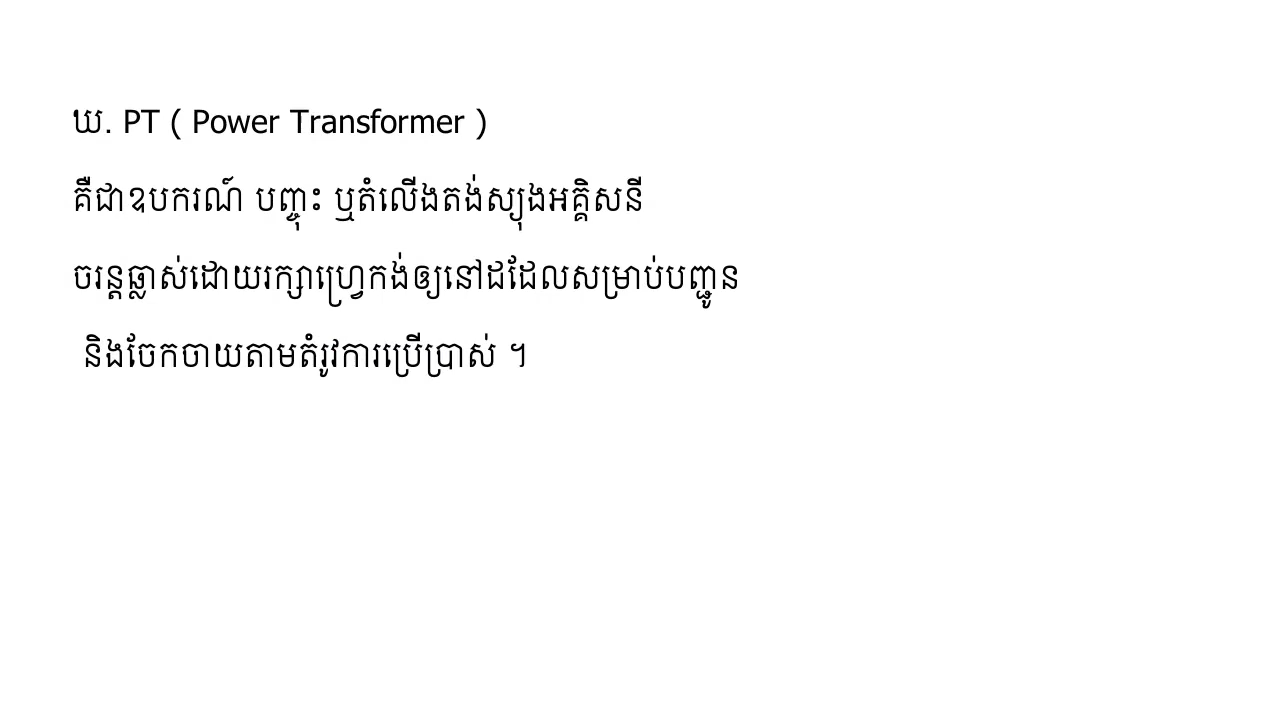 ឃ. PT ( Power Transformer )
គឺជាឧបករណ៍ បញ្ចុះ ឬតំលើងតង់ស្យុងអគ្គិសនី
ចរន្តឆ្លាស់ដោយរក្សាហ្វ្រេកង់ឲ្យនៅដដែលសម្រាប់បញ្ជូន
និងចែកចាយតាមតំរូវការប្រើប្រាស់ ។